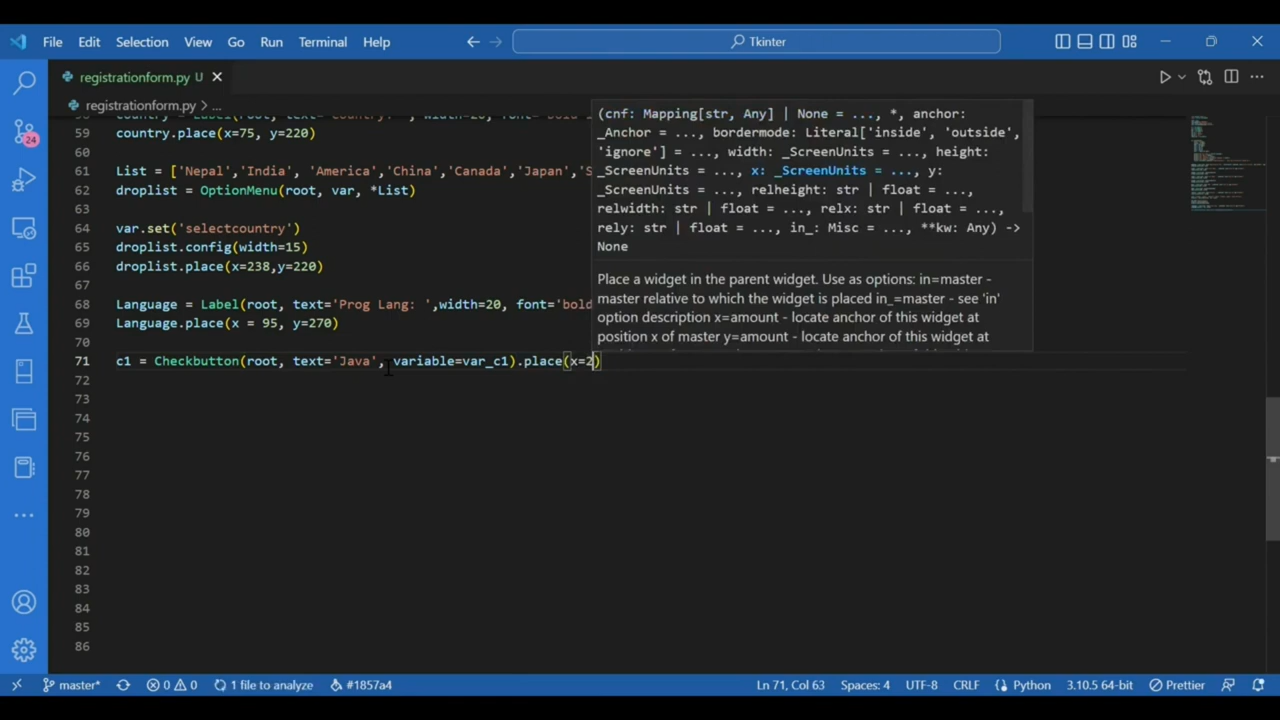 File Edit Selection View Go Run Terminal Help Tkinter
registrationform.py U
registrationform.py > ...
59 country.place(x=75, y=220)
60
61 List = ['Nepal','India', 'America','China','Canada','Japan','S
62 droplist = OptionMenu(root, var, *List)
63
64 var.set('selectcountry')
65 droplist.config(width=15)
66 droplist.place(x=238,y=220)
67
68 Language = Label(root, text='Prog Lang: ',width=20, font='bold
69 Language.place(x = 95, y=270)
70
71 c1 = Checkbutton(root, text='Java', variable=var_c1).place(x=2)
72
73
74
75
76
77
78
79
80
81
82
83
84
85
86
(cnf: Mapping[str, Any] | None = ..., *, anchor:
_Anchor = ..., bordermode: Literal['inside', 'outside',
'ignore'] = ..., width: _ScreenUnits = ..., height:
_ScreenUnits = ..., x: _ScreenUnits = ..., y:
_ScreenUnits = ..., relheight: str | float = ...,
relwidth: str | float = ..., relx: str | float = ...,
rely: str | float = ..., in_: Misc = ..., **kw: Any) ->
None
Place a widget in the parent widget. Use as options: in=master -
master relative to which the widget is placed in_=master - see 'in'
option description x=amount - locate anchor of this widget at
position x of master y=amount - locate anchor of this widget at
24
master* 0 0 1 file to analyze #1857a4 Ln 71, Col 63 Spaces: 4 UTF-8 CRLF Python 3.10.5 64-bit Prettier